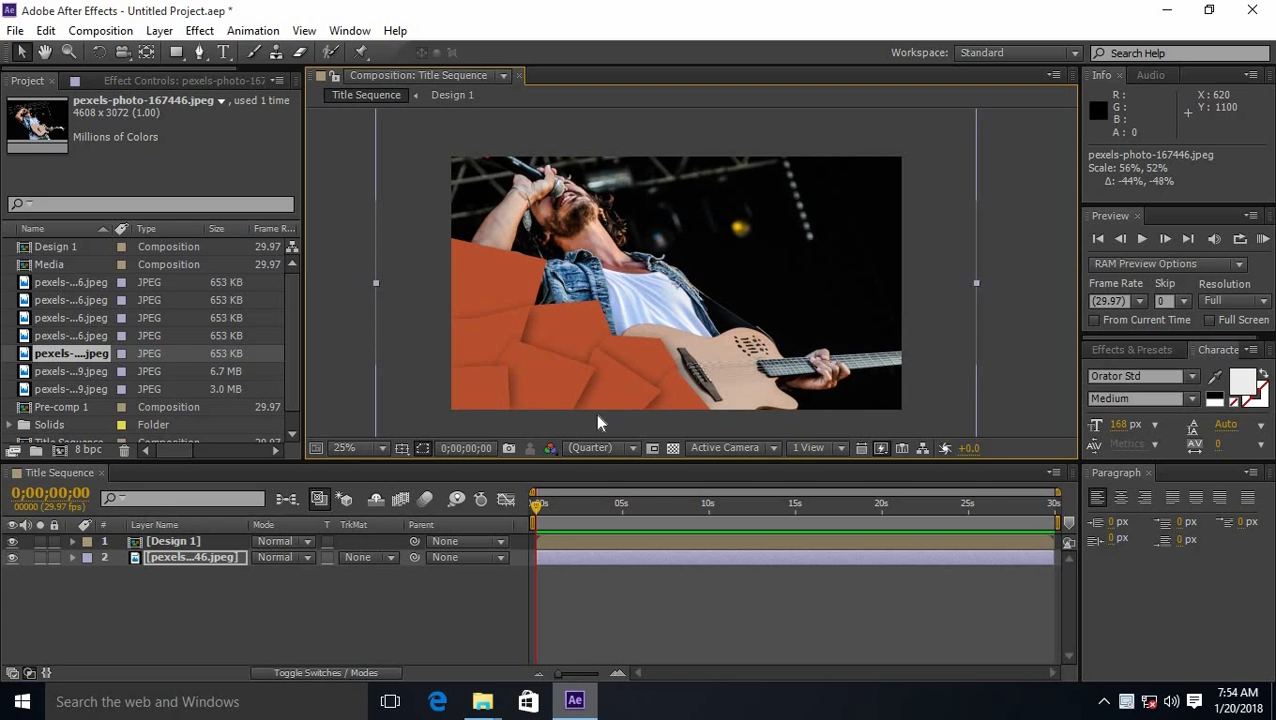 Adobe After Effects - Untitled Project.aep *
File Edit Composition Layer Effect Animation View Window Help
Workspace: Standard
Search Help
Project Effect Controls: pexels-photo-167
Composition: Title Sequence
Info Audio
pexels-photo-167446.jpeg , used 1 time
4608 x 3072 (1.00)
Millions of Colors
Title Sequence Design 1
R :
G :
B :
A : 0
X : 620
Y : 1100
pexels-photo-167446.jpeg
Scale: 56%, 52%
Δ: -44%, -48%
Preview
Name Type Size Frame R...
Design 1 Composition 29.97
Media Composition 29.97
pexels-...6.jpeg JPEG 653 KB
pexels-...6.jpeg JPEG 653 KB
pexels-...6.jpeg JPEG 653 KB
pexels-...6.jpeg JPEG 653 KB
pexels-....jpeg JPEG 653 KB
pexels-...9.jpeg JPEG 6.7 MB
pexels-...9.jpeg JPEG 3.0 MB
Pre-comp 1 Composition 29.97
Solids Folder
Title Sequence Composition 29.97
8 bpc
RAM Preview Options
Frame Rate Skip Resolution
(29.97) 0 Full
From Current Time Full Screen
Effects & Presets Characte
Orator Std
Medium
168 px Auto
Metrics 0
25% 0;00;00;00 (Quarter) Active Camera 1 View +0.0
Title Sequence
0;00;00;00
00000 (29.97 fps)
Paragraph
0 px 0 px 0 px
0 px 0 px
05s 10s 15s 20s 25s 30s
# Layer Name Mode T TrkMat Parent
1 [Design 1] Normal None
2 [pexels...46.jpeg] Normal None None
Toggle Switches / Modes
Search the web and Windows
Ae
7:54 AM
1/20/2018